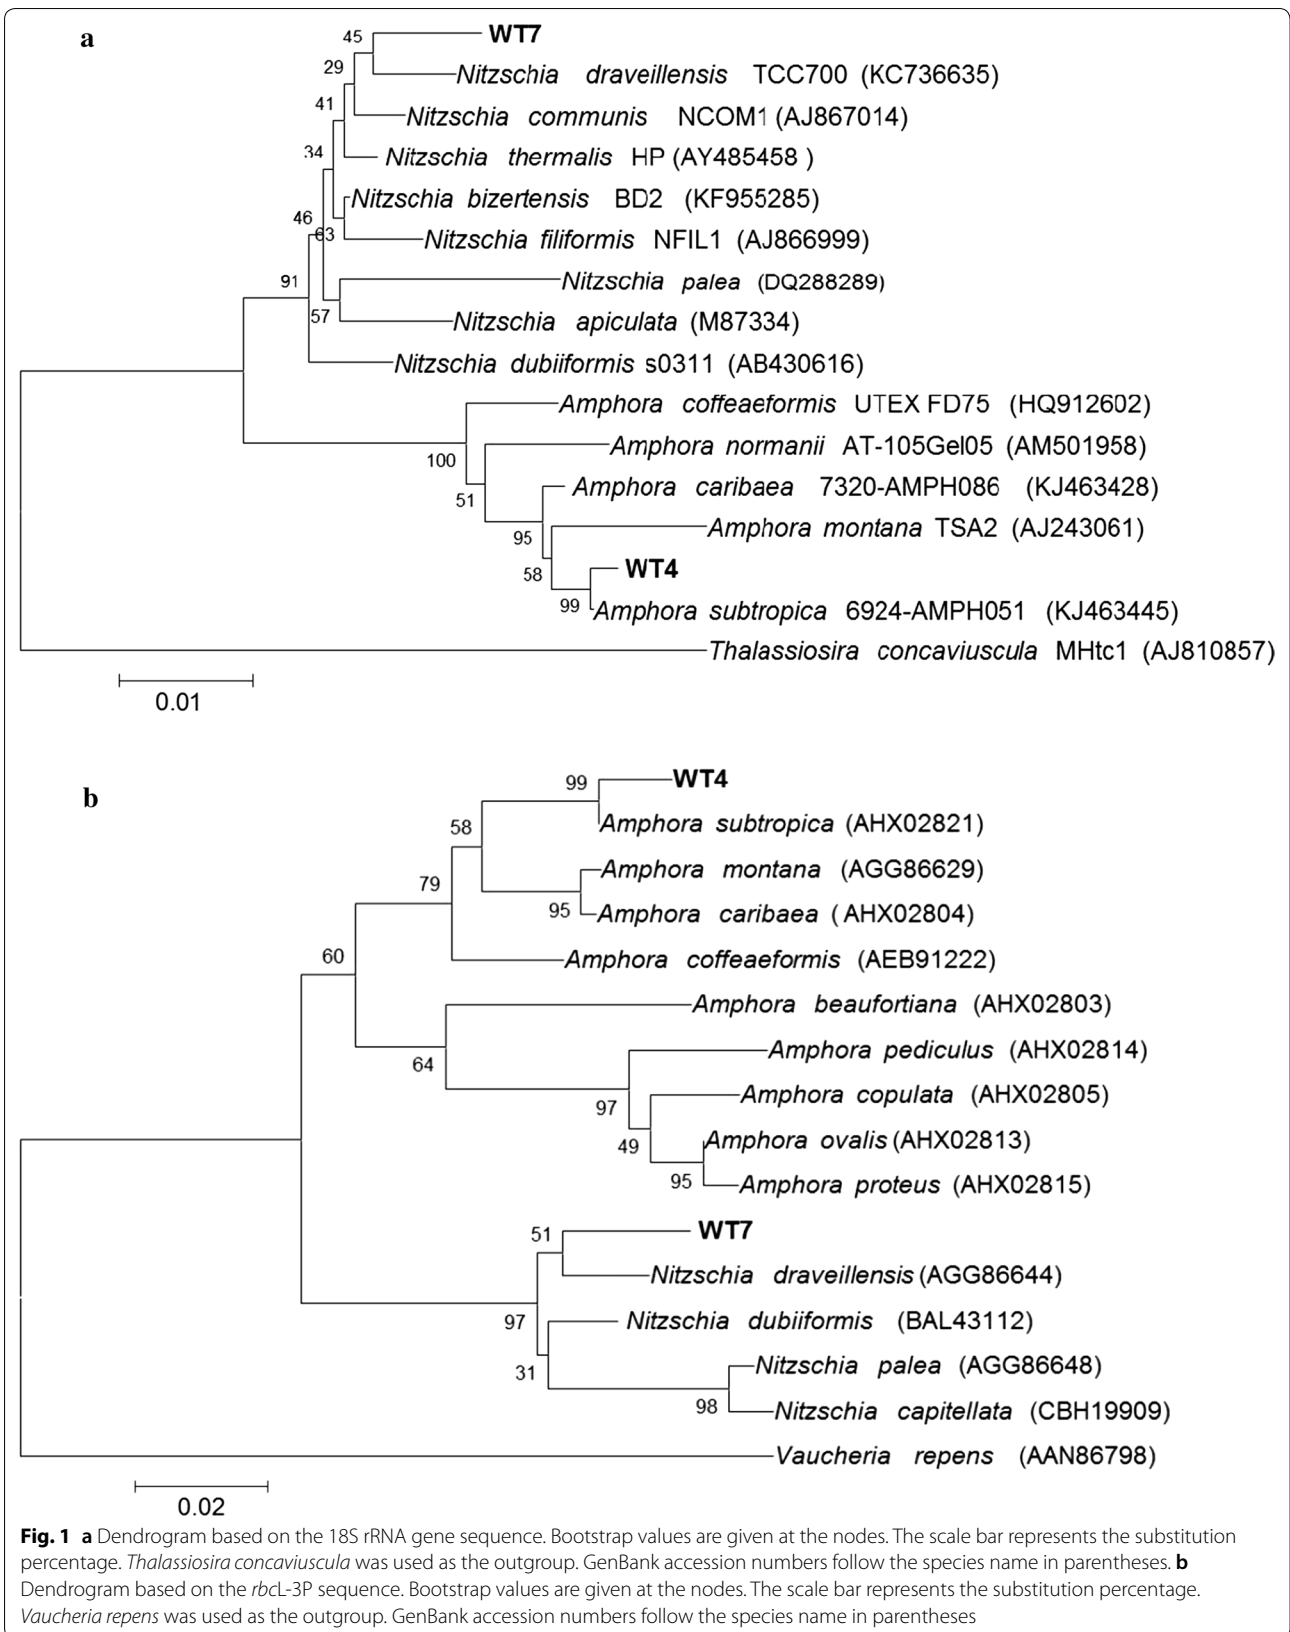 a
45
WT7
29
Nitzschia draveillensis TCC700 (KC736635)
41
Nitzschia communis NCOM1 (AJ867014)
34
Nitzschia thermalis HP (AY485458 )
Nitzschia bizertensis BD2 (KF955285)
46
63
Nitzschia filiformis NFIL1 (AJ866999)
91
Nitzschia palea (DQ288289)
57
Nitzschia apiculata (M87334)
Nitzschia dubiiformis s0311 (AB430616)
Amphora coffeaeformis UTEX FD75 (HQ912602)
100
Amphora normanii AT-105Gel05 (AM501958)
51
Amphora caribaea 7320-AMPH086 (KJ463428)
95
Amphora montana TSA2 (AJ243061)
58
WT4
99
Amphora subtropica 6924-AMPH051 (KJ463445)
Thalassiosira concaviuscula MHtc1 (AJ810857)
0.01
b
99
WT4
58
Amphora subtropica (AHX02821)
79
Amphora montana (AGG86629)
95
Amphora caribaea ( AHX02804)
60
Amphora coffeaeformis (AEB91222)
Amphora beaufortiana (AHX02803)
64
Amphora pediculus (AHX02814)
97
Amphora copulata (AHX02805)
49
Amphora ovalis (AHX02813)
95
Amphora proteus (AHX02815)
51
WT7
Nitzschia draveillensis (AGG86644)
97
Nitzschia dubiiformis (BAL43112)
31
Nitzschia palea (AGG86648)
98
Nitzschia capitellata (CBH19909)
Vaucheria repens (AAN86798)
0.02
Fig. 1 a Dendrogram based on the 18S rRNA gene sequence. Bootstrap values are given at the nodes. The scale bar represents the substitution
percentage. Thalassiosira concaviuscula was used as the outgroup. GenBank accession numbers follow the species name in parentheses. b
Dendrogram based on the rbcL-3P sequence. Bootstrap values are given at the nodes. The scale bar represents the substitution percentage.
Vaucheria repens was used as the outgroup. GenBank accession numbers follow the species name in parentheses